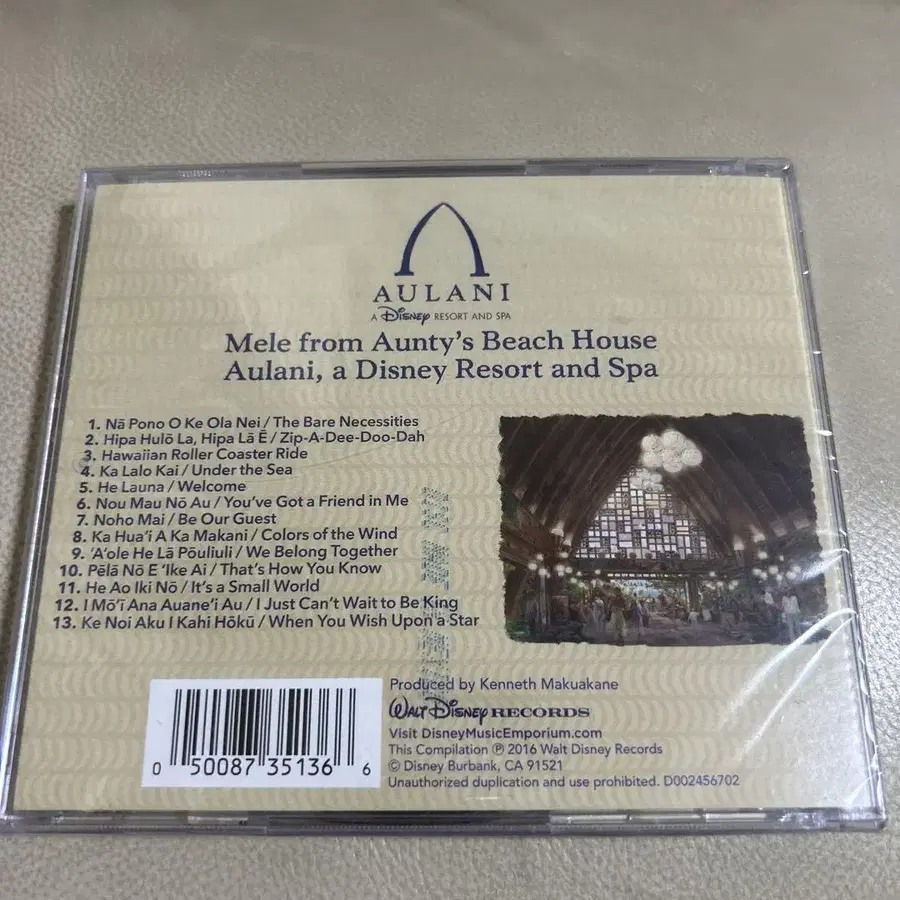 AULANI
A Disney RESORT AND SPA
Mele from Aunty's Beach House
Aulani, a Disney Resort and Spa
1. Nā Pono O Ke Ola Nei / The Bare Necessities
2. Hipa Hulō La, Hipa Lā Ē / Zip-A-Dee-Doo-Dah
3. Hawaiian Roller Coaster Ride
4. Ka Lalo Kai / Under the Sea
5. He Launa / Welcome
6. Nou Mau Nō Au / You've Got a Friend in Me
7. Noho Mai / Be Our Guest
8. Ka Hua'i A Ka Makani / Colors of the Wind
9. 'A'ole He Lā Pōuliuli / We Belong Together
10. Pēlā Nō E 'Ike Ai / That's How You Know
11. He Ao Iki Nō / It's a Small World
12. I Mō'ī Ana Auane'i Au / I Just Can't Wait to Be King
13. Ke Noi Aku I Kahi Hōkū / When You Wish Upon a Star
Produced by Kenneth Makuakane
Walt Disney RECORDS
Visit DisneyMusicEmporium.com
This Compilation ℗ 2016 Walt Disney Records
© Disney Burbank, CA 91521
Unauthorized duplication and use prohibited. D002456702
0 50087 35136 6